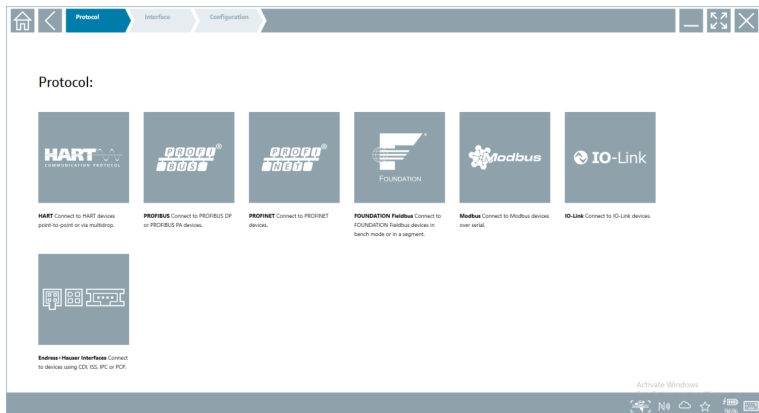 Protocol Interface Configuration
Protocol:
HART
COMMUNICATION PROTOCOL
PROFI®
BUS
PROFI®
NET
FOUNDATION
Modbus
IO-Link
HART Connect to HART devices
point-to-point or via multidrop.
PROFIBUS Connect to PROFIBUS DP
or PROFIBUS PA devices.
PROFINET Connect to PROFINET
devices.
FOUNDATION Fieldbus Connect to
FOUNDATION Fieldbus devices in
bench mode or in a segment.
Modbus Connect to Modbus devices
over serial.
IO-Link Connect to IO-Link devices.
Endress+Hauser Interfaces Connect
to devices using CDI, ISS, IPC or PCP.
Activate Windows
96%